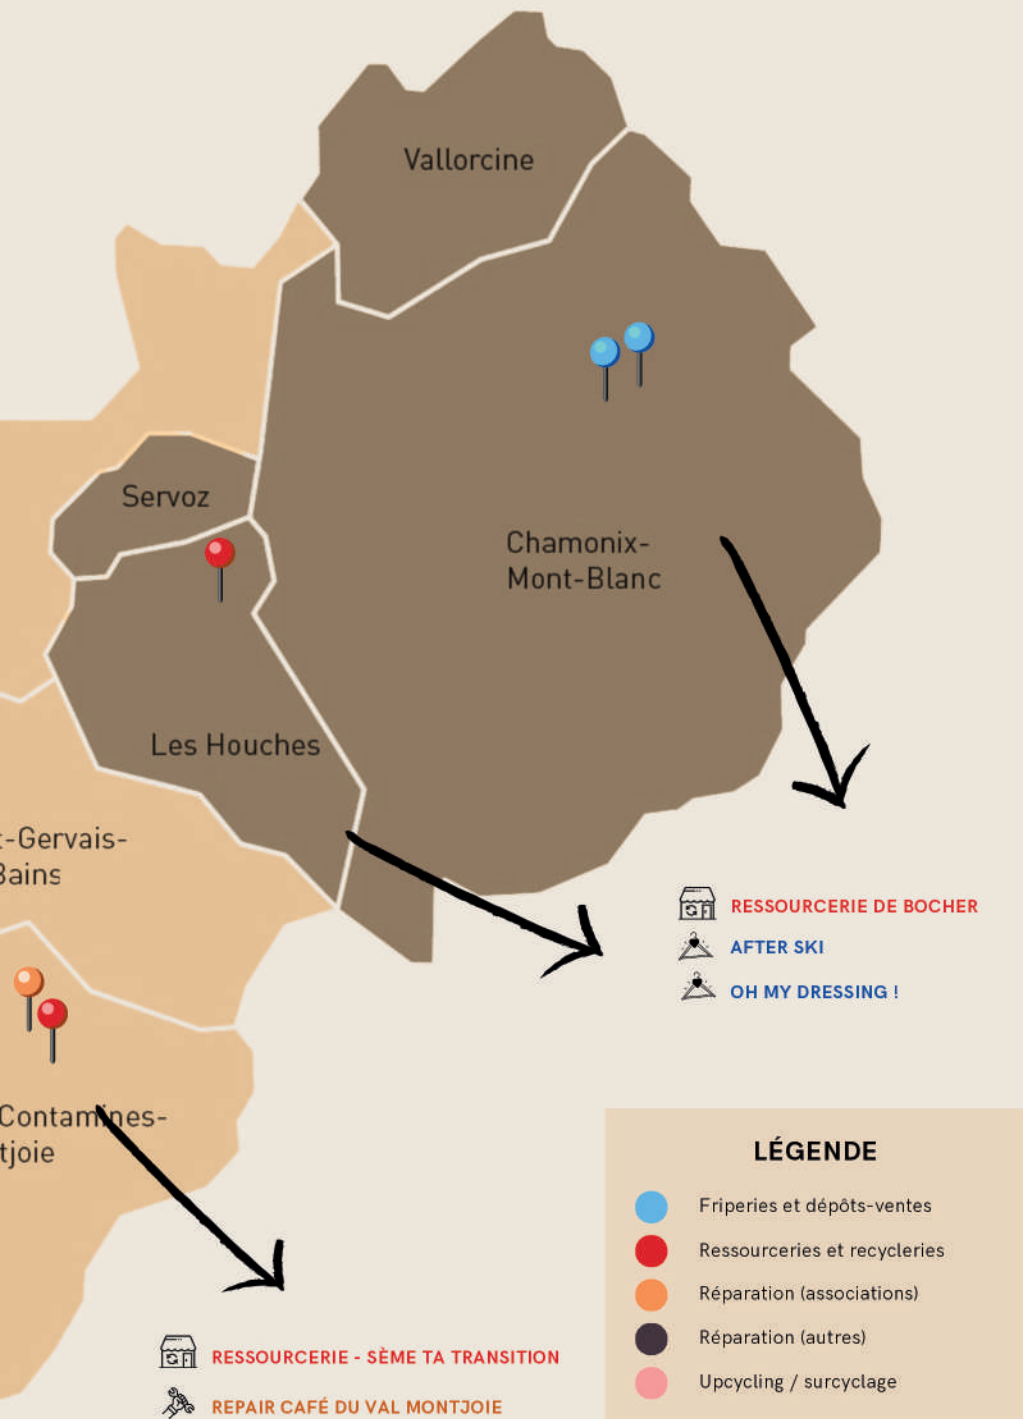 Vallorcine
Servoz
Chamonix-
Mont-Blanc
Les Houches
t-Gervais-
Bains
RESSOURCERIE DE BOCHER
AFTER SKI
OH MY DRESSING !
Contamines-
tjoie
LÉGENDE
Friperies et dépôts-ventes
Ressourceries et recycleries
Réparation (associations)
Réparation (autres)
Upcycling / surcyclage
RESSOURCERIE - SÈME TA TRANSITION
REPAIR CAFÉ DU VAL MONTJOIE